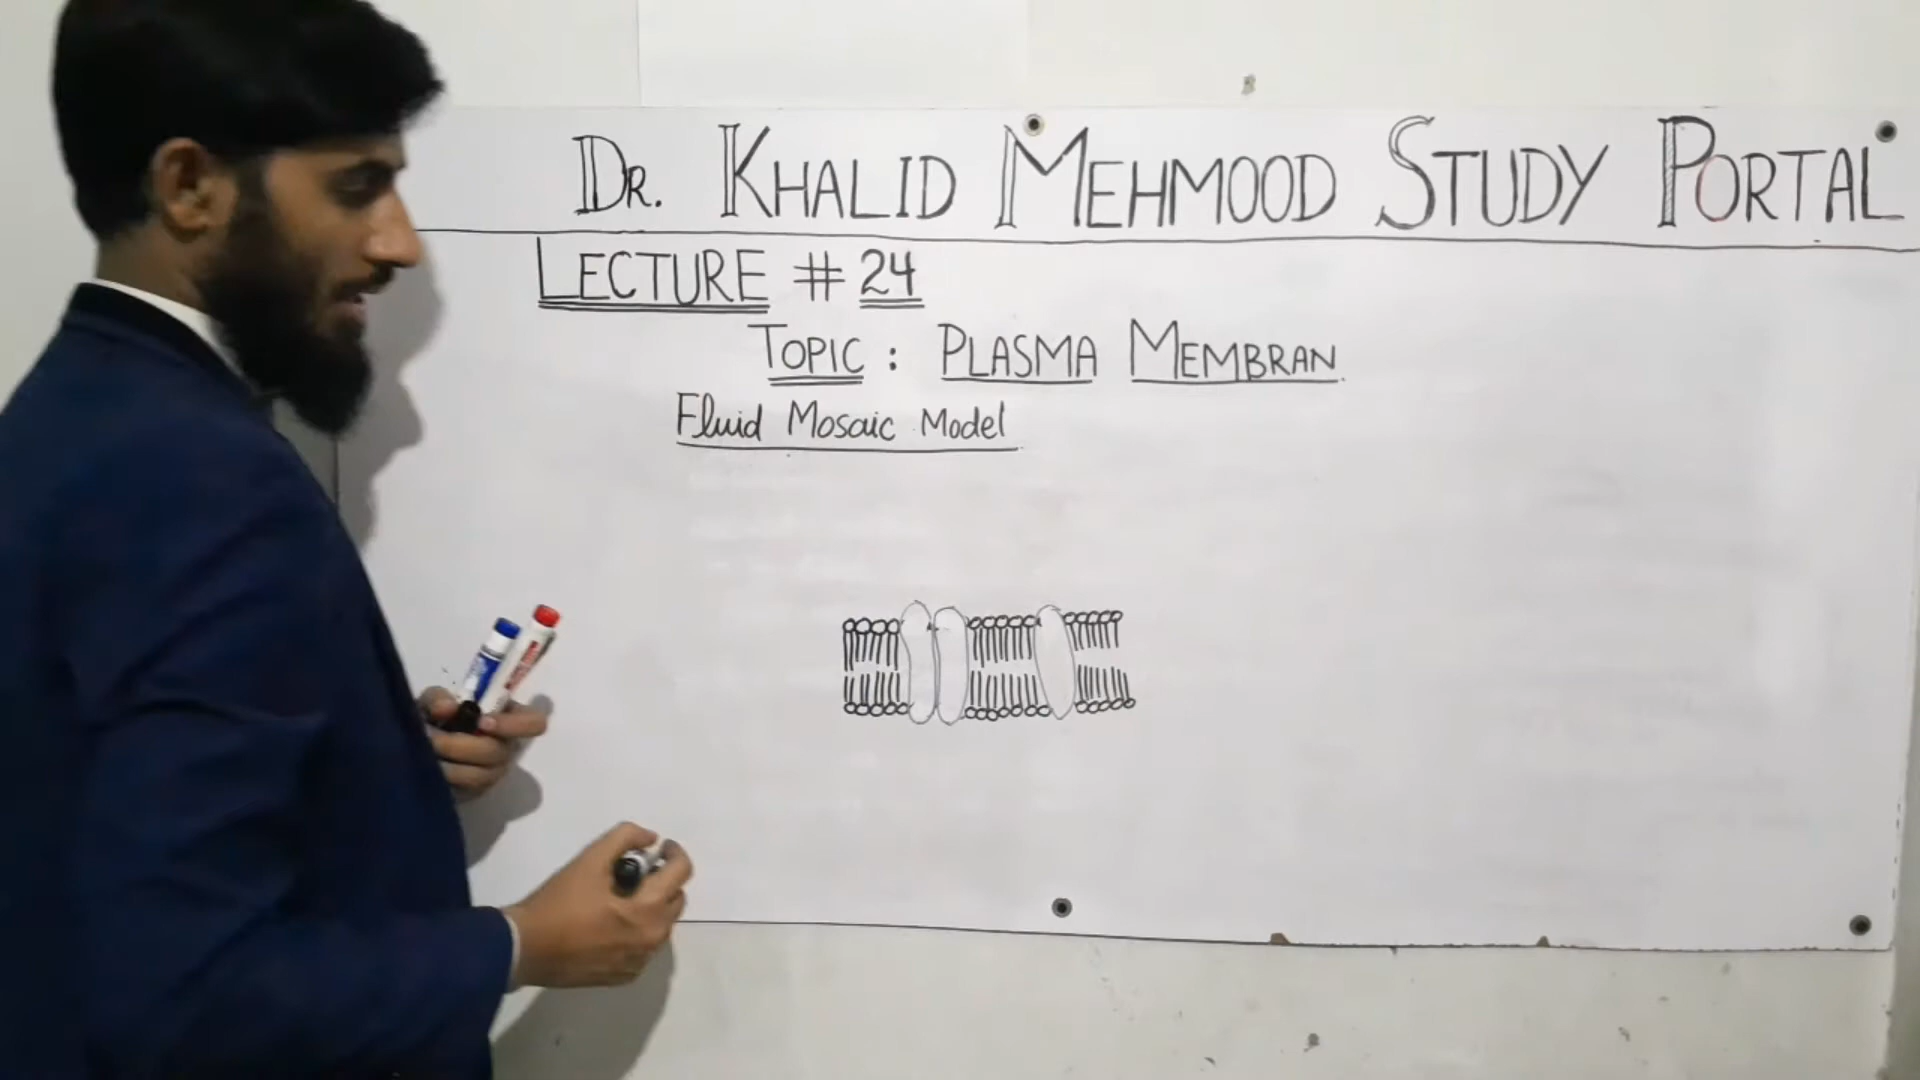 DR. KHALID MEHMOOD STUDY PORTAL
LECTURE # 24
TOPIC : PLASMA MEMBRAN
Fluid Mosaic Model